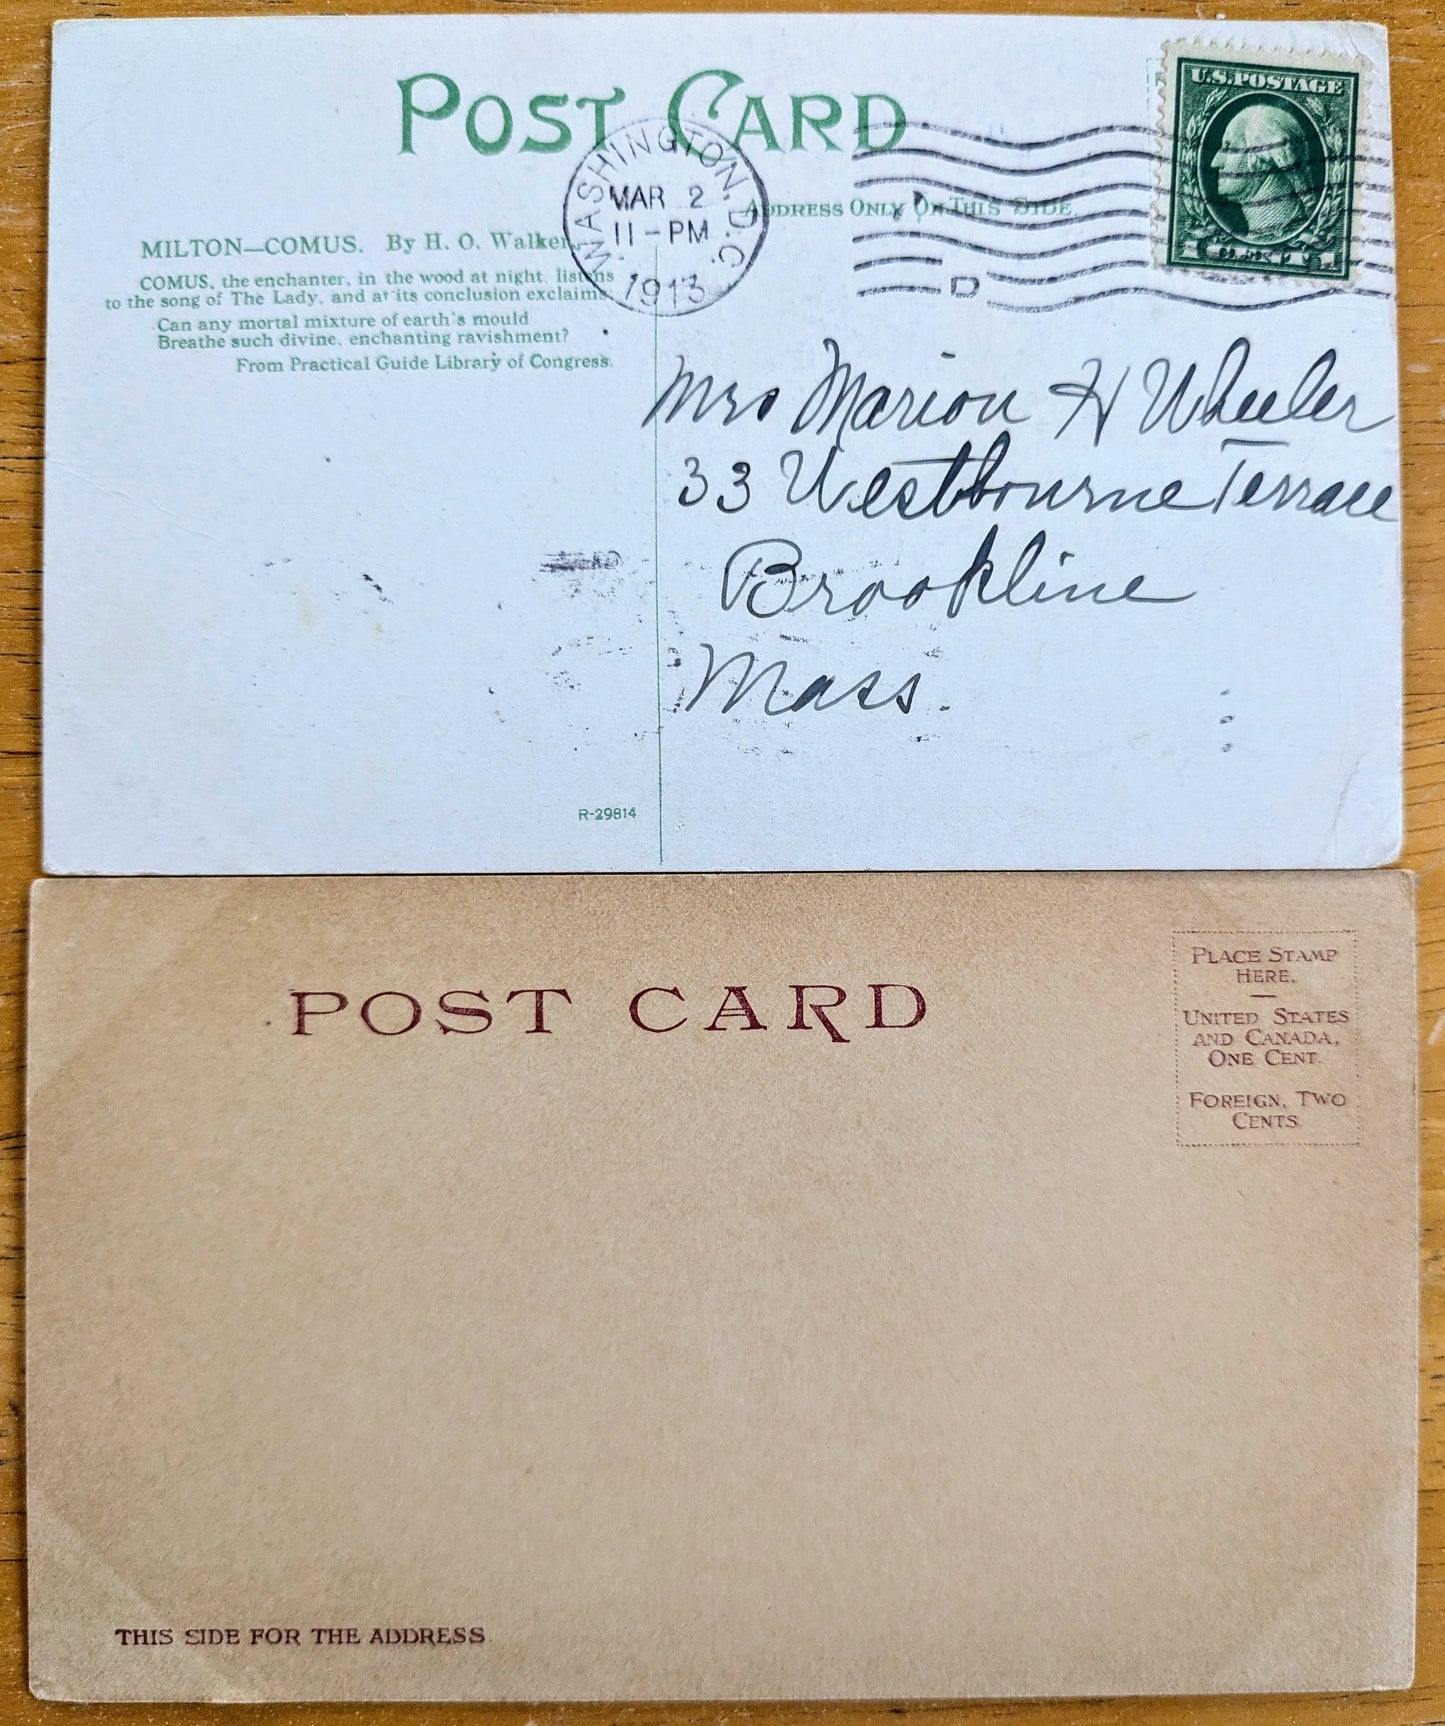 POST CARD
U.S. POSTAGE
WASHINGTON, D.C.
MAR 2
11-PM
1913
ADDRESS ONLY ON THIS SIDE.
D
MILTON—COMUS. By H. O. Walker.
COMUS, the enchanter, in the wood at night, listens
to the song of The Lady, and at its conclusion exclaims:
Can any mortal mixture of earth's mould
Breathe such divine, enchanting ravishment?
From Practical Guide Library of Congress.
Mrs Marion H Wheeler
33 Westbourne Terrace
Brookline
Mass.
R-29814
POST CARD
PLACE STAMP
HERE.
—
UNITED STATES
AND CANADA,
ONE CENT.
FOREIGN, TWO
CENTS.
THIS SIDE FOR THE ADDRESS